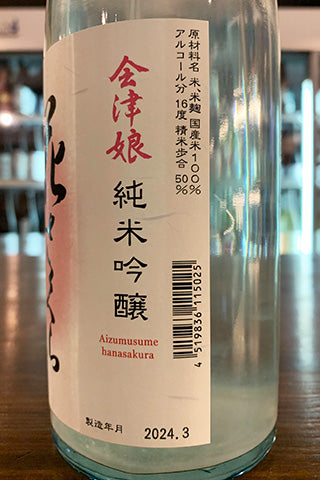 原材料名 米、米麹 国産米100%
アルコール分 16度 精米歩合 50%
会津娘
純米吟醸
Aizumusume
hanasakura
4 519836 115025
製造年月 2024.3